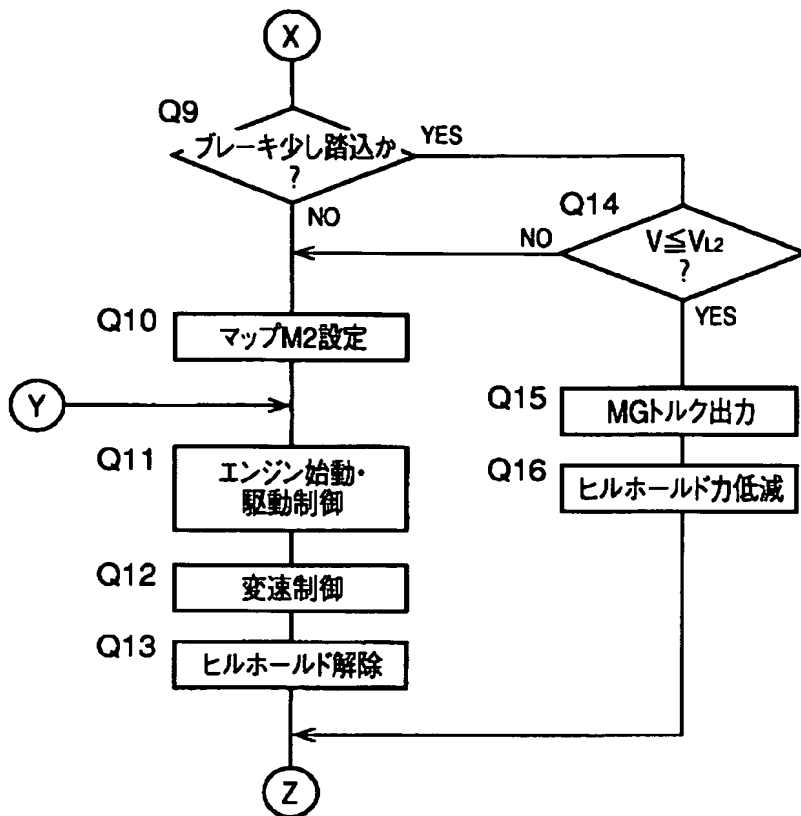 X
Q9
ブレーキ少し踏込か
?
YES
NO
Q14
V≦VL2
?
NO
YES
Q10
マップM2設定
Y
Q11
エンジン始動・
駆動制御
Q12
変速制御
Q13
ヒルホールド解除
Q15
MGトルク出力
Q16
ヒルホールド力低減
Z